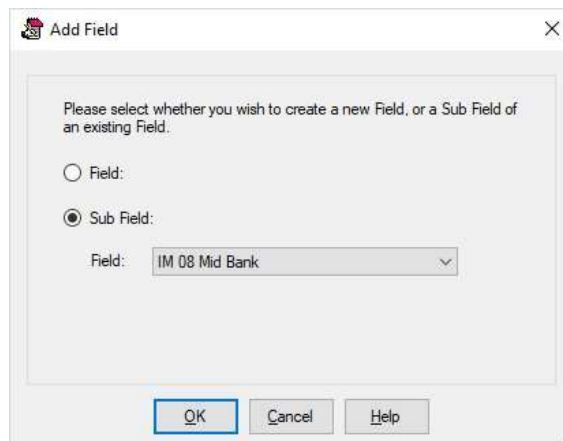 Add Field
Please select whether you wish to create a new Field, or a Sub Field of
an existing Field.
Field:
Sub Field:
Field: IM 08 Mid Bank
OK Cancel Help